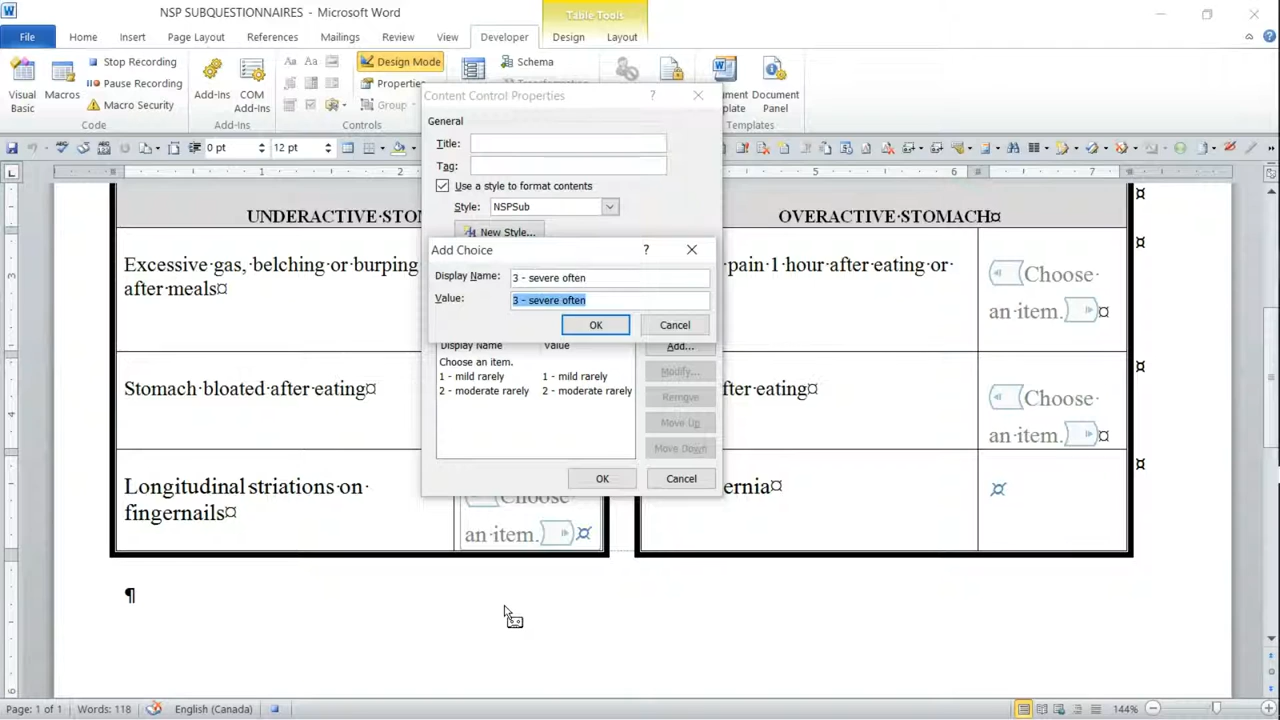 NSP SUBQUESTIONNAIRES - Microsoft Word
Table Tools
File Home Insert Page Layout References Mailings Review View Developer Design Layout
Stop Recording
Pause Recording
Macro Security
Visual Basic
Macros
Code
Add-Ins
COM Add-Ins
Add-Ins
Design Mode
Properties
Group
Controls
Schema
Document Panel
Templates
0 pt
12 pt
Content Control Properties
General
Title:
Tag:
Use a style to format contents
Style: NSPSub
New Style...
Add Choice
Display Name: 3 - severe often
Value: 3 - severe often
OK Cancel
Display Name Value
Choose an item.
1 - mild rarely 1 - mild rarely
2 - moderate rarely 2 - moderate rarely
Add...
Modify...
Remove
Move Up
Move Down
OK Cancel
OVERACTIVE·STOMACH¤
Excessive·gas,·belching·or·burping
after·meals¤
pain·1·hour·after·eating·or·
Choose·
an·item.¤
Stomach·bloated·after·eating¤
Choose·
an·item.¤
Longitudinal·striations·on·
fingernails¤
Choose·
an·item.¤
¶
Page: 1 of 1 Words: 118 English (Canada) 144%